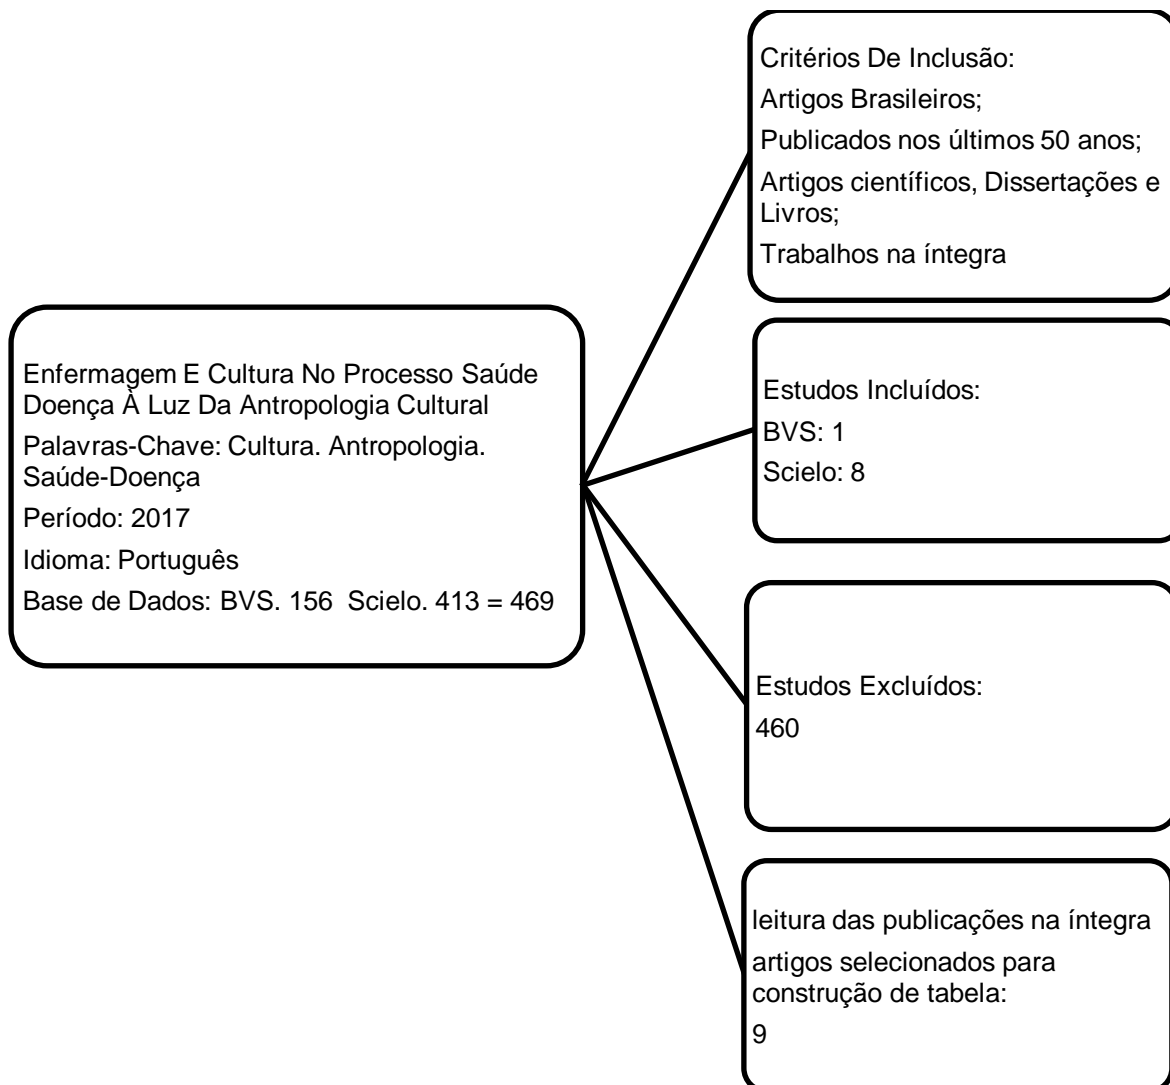 Critérios De Inclusão:
Artigos Brasileiros;
Publicados nos últimos 50 anos;
Artigos científicos, Dissertações e
Livros;
Trabalhos na íntegra
Enfermagem E Cultura No Processo Saúde
Doença À Luz Da Antropologia Cultural
Palavras-Chave: Cultura. Antropologia.
Saúde-Doença
Período: 2017
Idioma: Português
Base de Dados: BVS. 156 Scielo. 413 = 469
Estudos Incluídos:
BVS: 1
Scielo: 8
Estudos Excluídos:
460
leitura das publicações na íntegra
artigos selecionados para
construção de tabela:
9